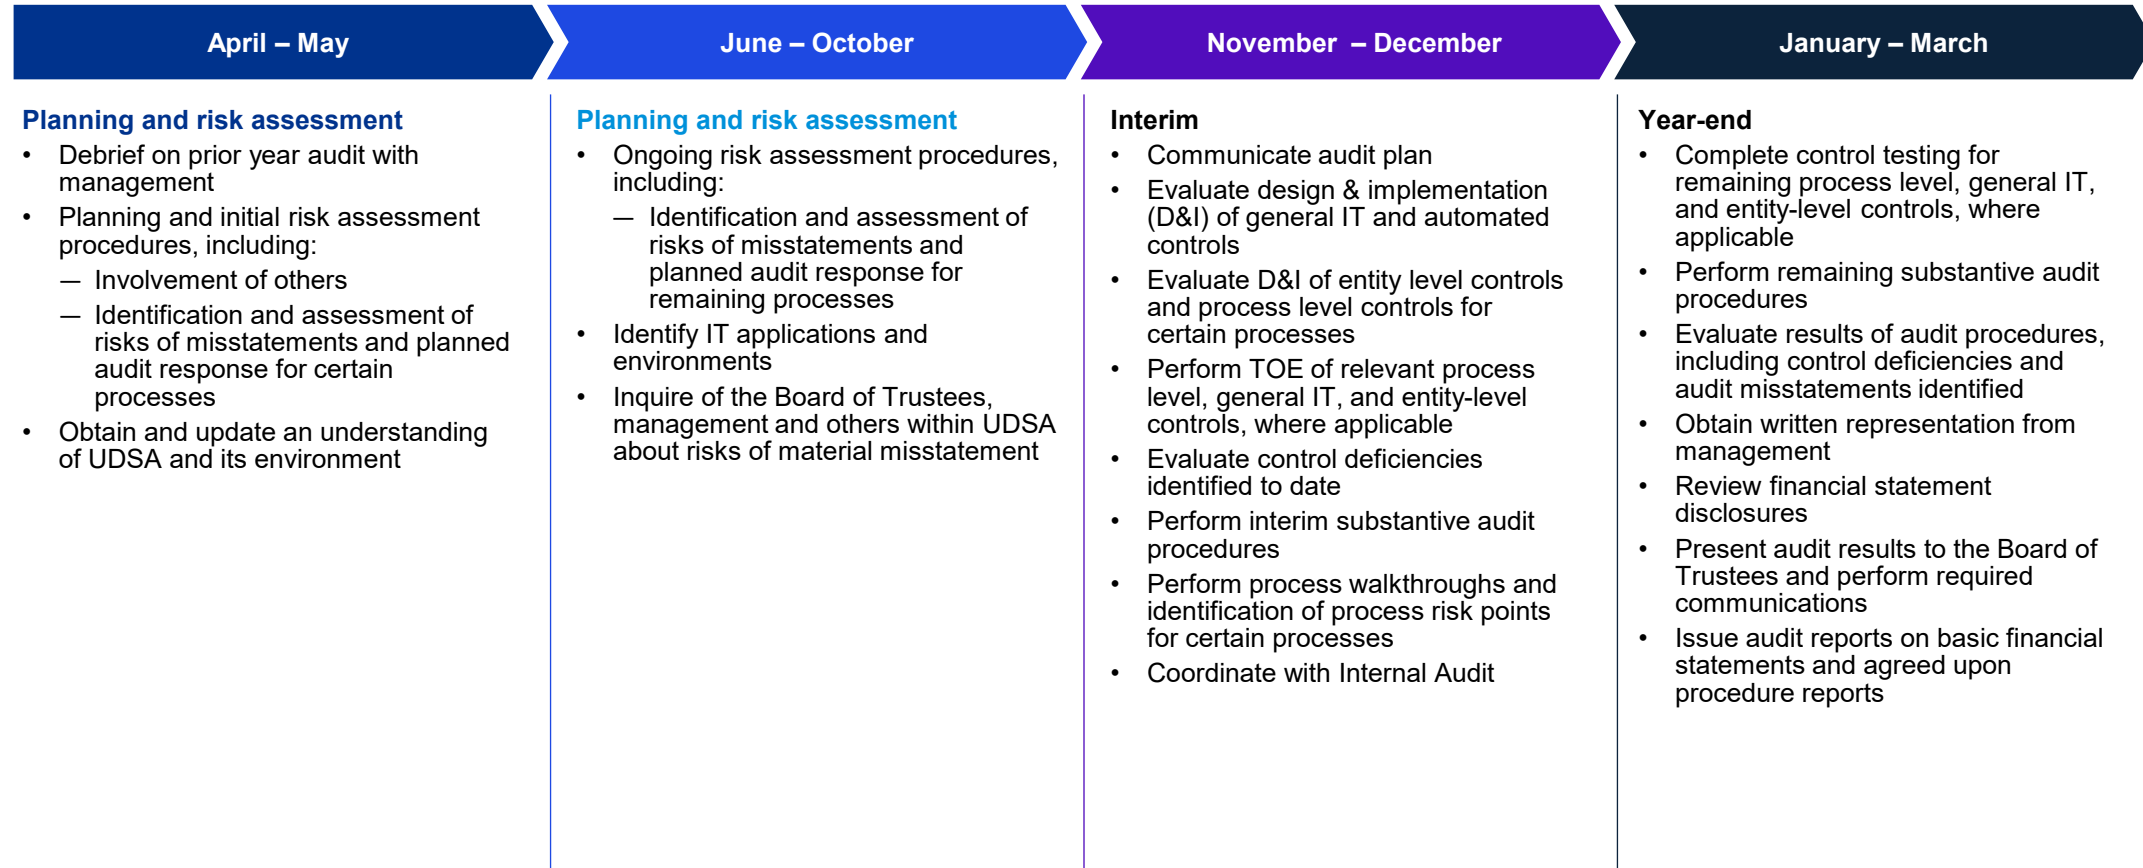 April – May
June – October
November – December
January – March
Planning and risk assessment
• Debrief on prior year audit with
management
• Planning and initial risk assessment
procedures, including:
— Involvement of others
— Identification and assessment of
risks of misstatements and planned
audit response for certain
processes
• Obtain and update an understanding
of UDSA and its environment
Planning and risk assessment
• Ongoing risk assessment procedures,
including:
— Identification and assessment of
risks of misstatements and
planned audit response for
remaining processes
• Identify IT applications and
environments
• Inquire of the Board of Trustees,
management and others within UDSA
about risks of material misstatement
Interim
• Communicate audit plan
• Evaluate design & implementation
(D&I) of general IT and automated
controls
• Evaluate D&I of entity level controls
and process level controls for
certain processes
• Perform TOE of relevant process
level, general IT, and entity-level
controls, where applicable
• Evaluate control deficiencies
identified to date
• Perform interim substantive audit
procedures
• Perform process walkthroughs and
identification of process risk points
for certain processes
• Coordinate with Internal Audit
Year-end
• Complete control testing for
remaining process level, general IT,
and entity-level controls, where
applicable
• Perform remaining substantive audit
procedures
• Evaluate results of audit procedures,
including control deficiencies and
audit misstatements identified
• Obtain written representation from
management
• Review financial statement
disclosures
• Present audit results to the Board of
Trustees and perform required
communications
• Issue audit reports on basic financial
statements and agreed upon
procedure reports